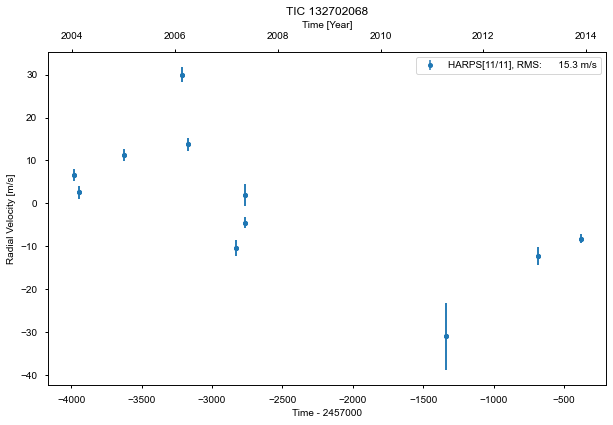 TIC 132702068
Time [Year]
2004 2006 2008 2010 2012 2014
HARPS[11/11], RMS: 15.3 m/s
30
20
10
0
−10
−20
−30
−40
Radial Velocity [m/s]
−4000 −3500 −3000 −2500 −2000 −1500 −1000 −500
Time - 2457000